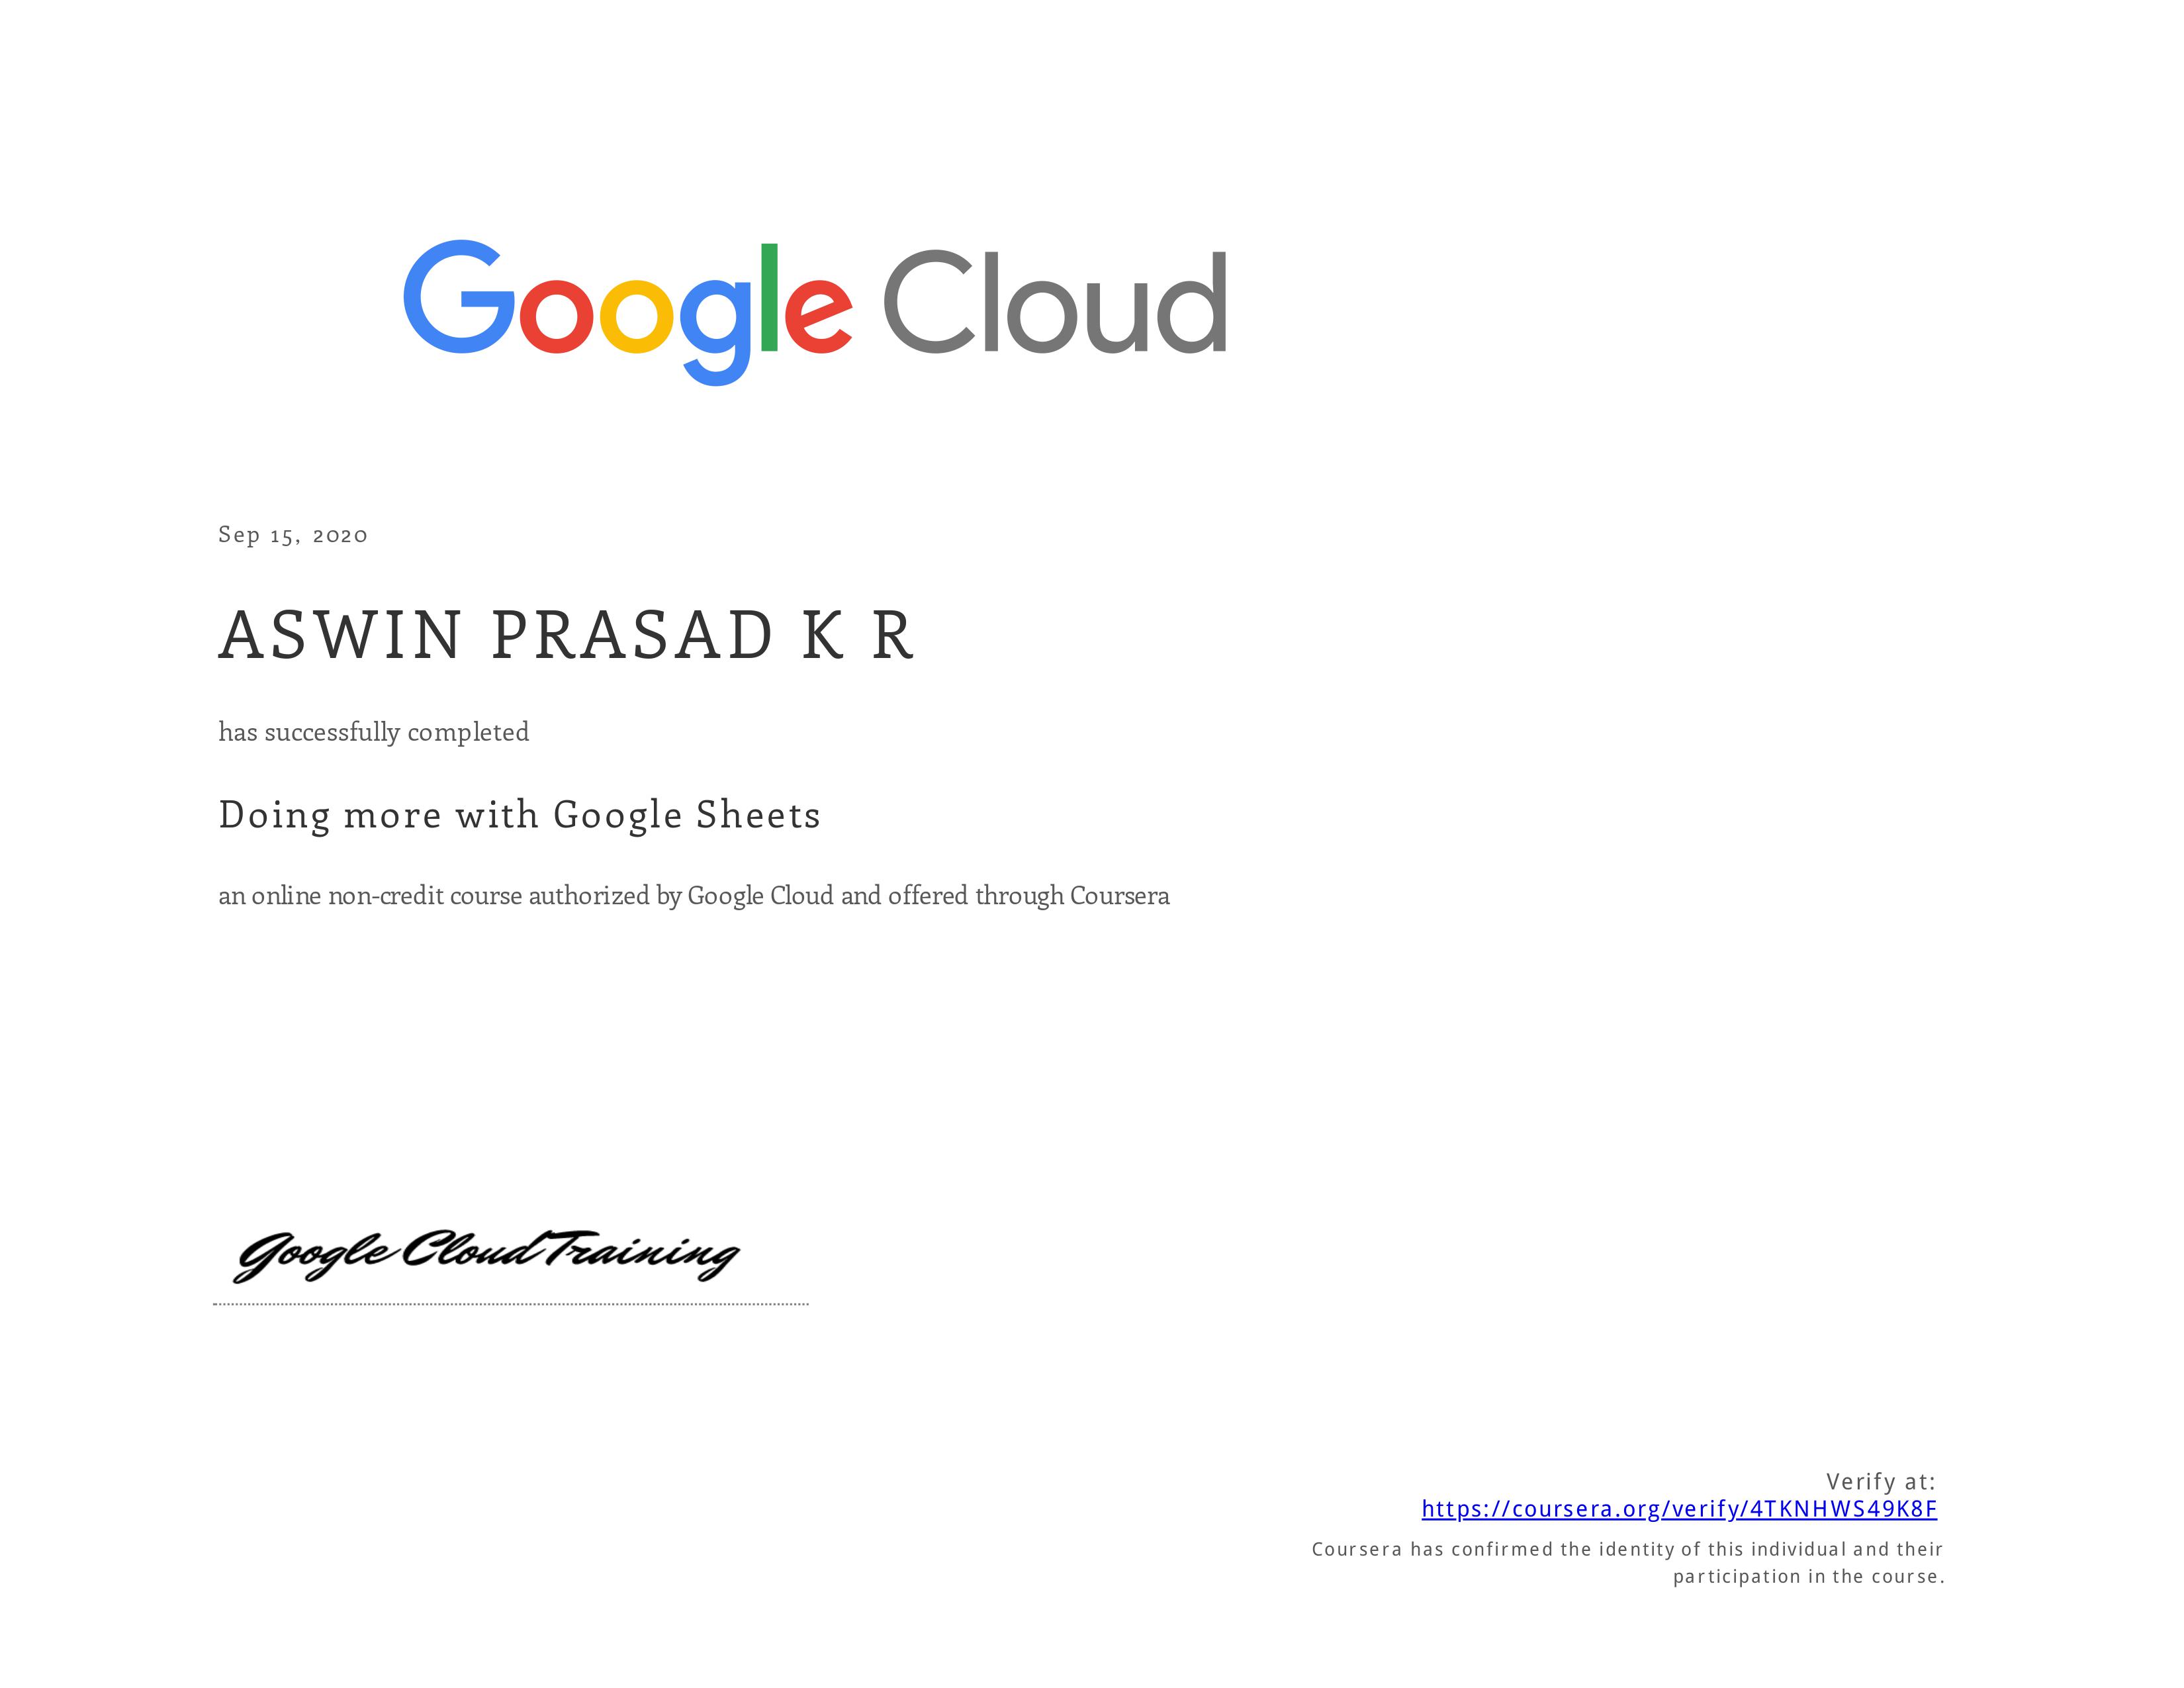 Google Cloud
Sep 15, 2020
ASWIN PRASAD K R
has successfully completed
Doing more with Google Sheets
an online non-credit course authorized by Google Cloud and offered through Coursera
Google Cloud Training
Verify at:
https://coursera.org/verify/4TKNHWS49K8F
Coursera has confirmed the identity of this individual and their
participation in the course.